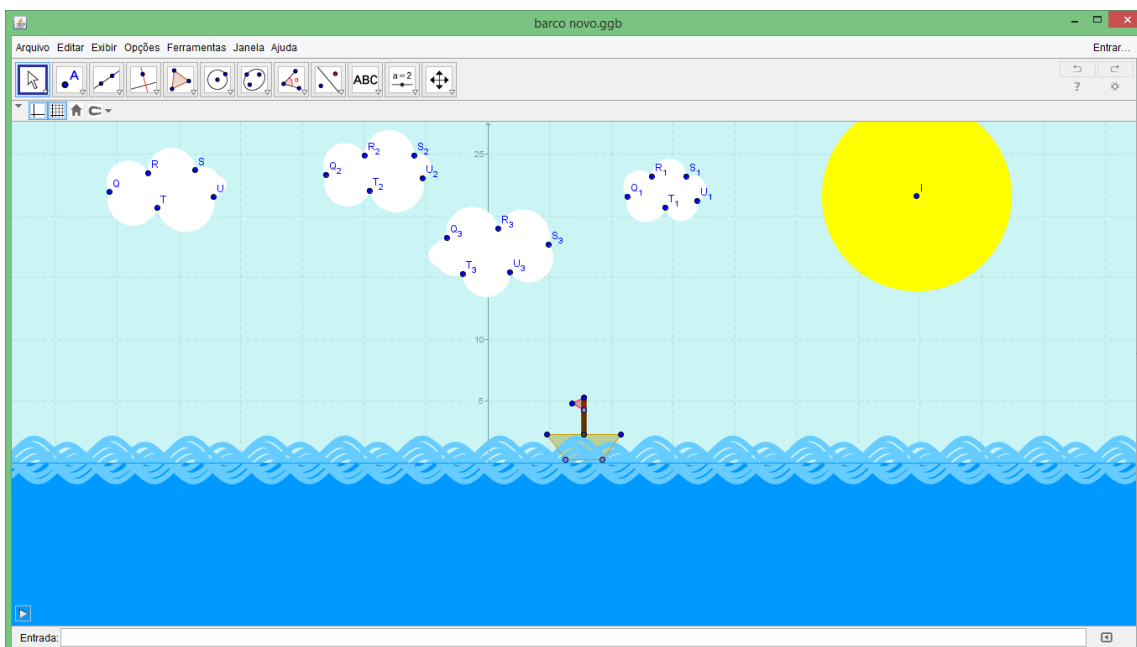 barco novo.ggb
Arquivo Editar Exibir Opções Ferramentas Janela Ajuda
Entrar...
A
α
ABC
a=2
?
R S
Q U
T
R₂ S₂
Q₂ U₂
T₂
25
R₁ S₁
Q₁ U₁
T₁
I
R₃
Q₃ S₃
T₃ U₃
10
5
Entrada: